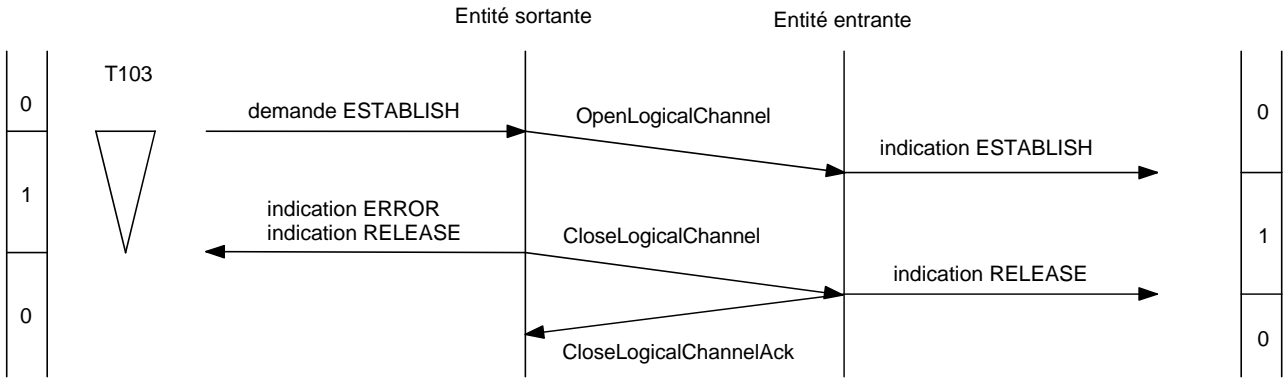 Entité sortante
Entité entrante
T103
0
demande ESTABLISH
OpenLogicalChannel
0
indication ESTABLISH
1
indication ERROR
indication RELEASE
CloseLogicalChannel
1
indication RELEASE
0
CloseLogicalChannelAck
0